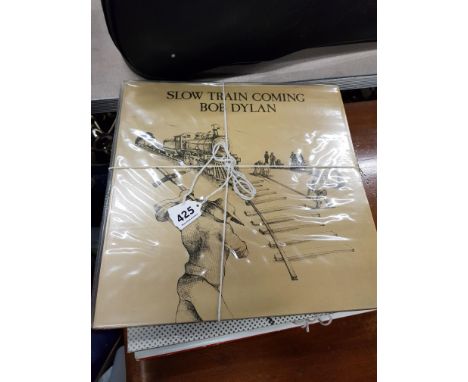 SLOW TRAIN COMING
BOB DYLAN
425